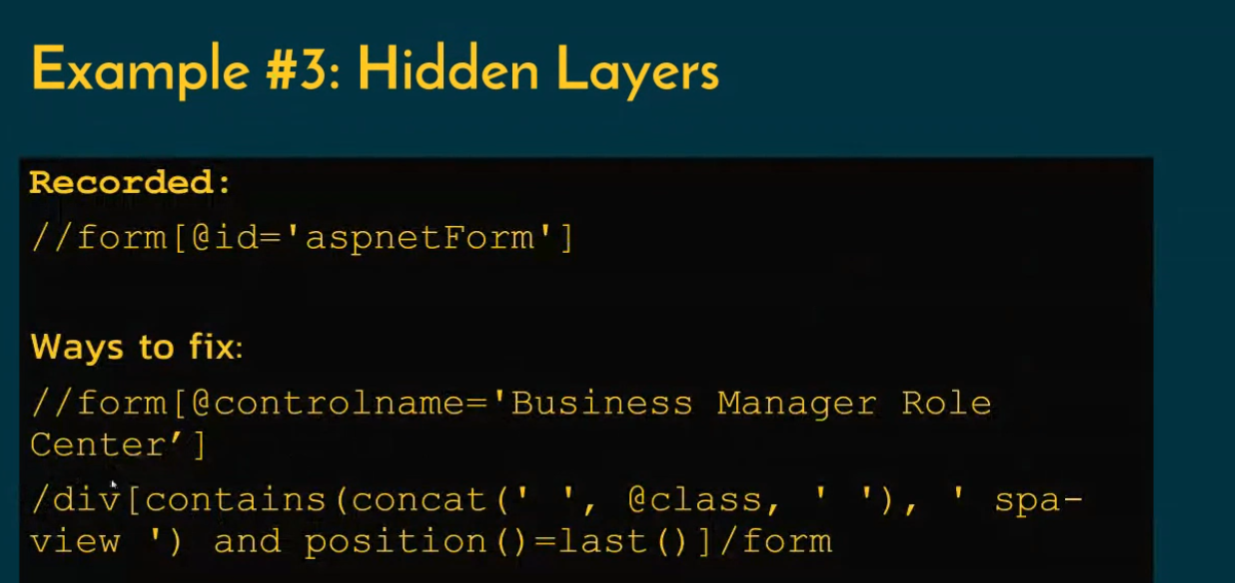 Example #3: Hidden Layers
Recorded:
//form[@id='aspnetForm']
Ways to fix:
//form[@controlname='Business Manager Role
Center’]
/div[contains(concat(' ', @class, ' '), ' spa-
view ') and position()=last()]/form